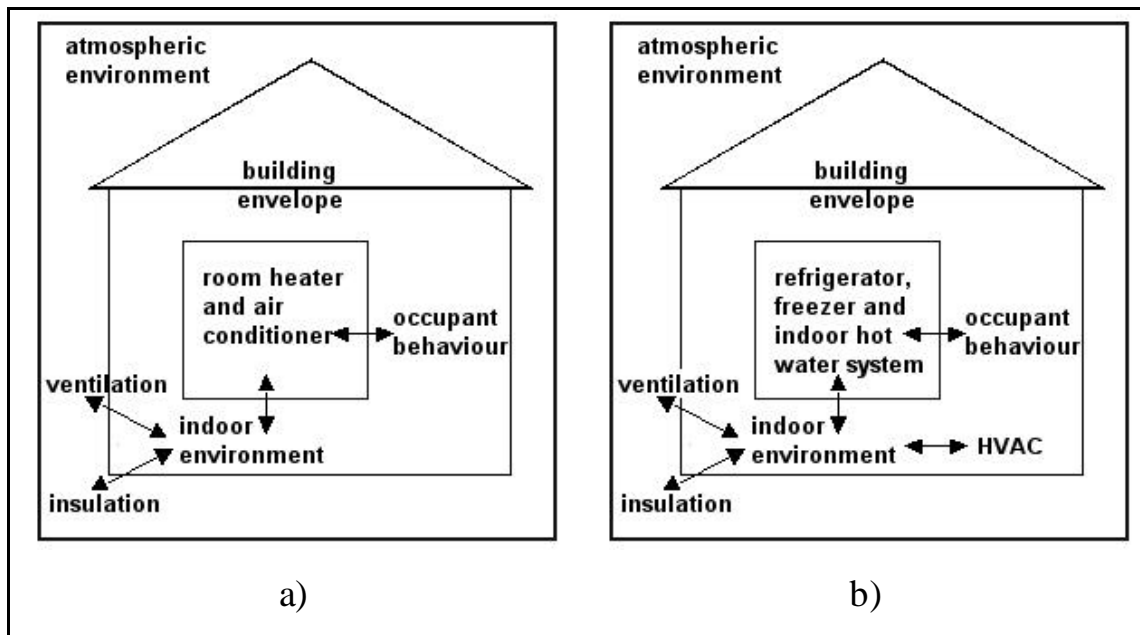 atmospheric
environment
building
envelope
room heater
and air
conditioner
occupant
behaviour
ventilation
indoor
environment
insulation
a)
atmospheric
environment
building
envelope
refrigerator,
freezer and
indoor hot
water system
occupant
behaviour
ventilation
indoor
environment
HVAC
insulation
b)